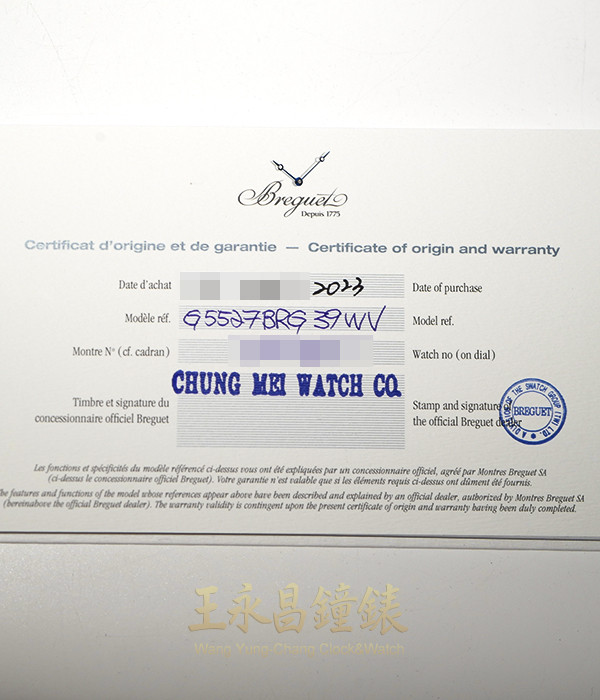 Breguet
Depuis 1775
Certificat d'origine et de garantie — Certificate of origin and warranty
Date d'achat 2023 Date of purchase
Modèle réf. G5527BRG39WV Model ref.
Montre N° (cf. cadran) Watch no (on dial)
CHUNG MEI WATCH CO.
Timbre et signature du
concessionnaire officiel Breguet
Stamp and signature of
the official Breguet dealer
A DIVISION OF THE SWATCH GROUP (TW) LTD.
BREGUET
Les fonctions et spécificités du modèle référencé ci-dessus vous ont été expliquées par un concessionnaire officiel, agréé par Montres Breguet SA
(ci-dessus le concessionnaire officiel Breguet). Votre garantie n'est valable que si les éléments requis ci-dessus ont dûment été fournis.
The features and functions of the model whose references appear above have been described and explained by an official dealer, authorized by Montres Breguet SA
(hereinabove the official Breguet dealer). The warranty validity is contingent upon the present certificate of origin and warranty having been duly completed.
王永昌鐘錶
Wang Yung-Chang Clock&Watch